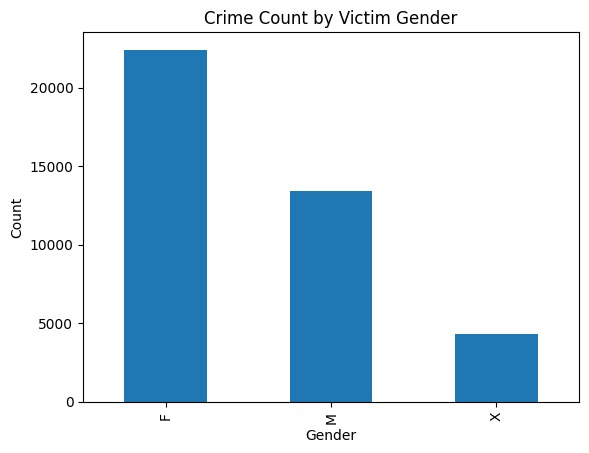 Crime Count by Victim Gender
20000
15000
10000
5000
0
Count
F
M
X
Gender